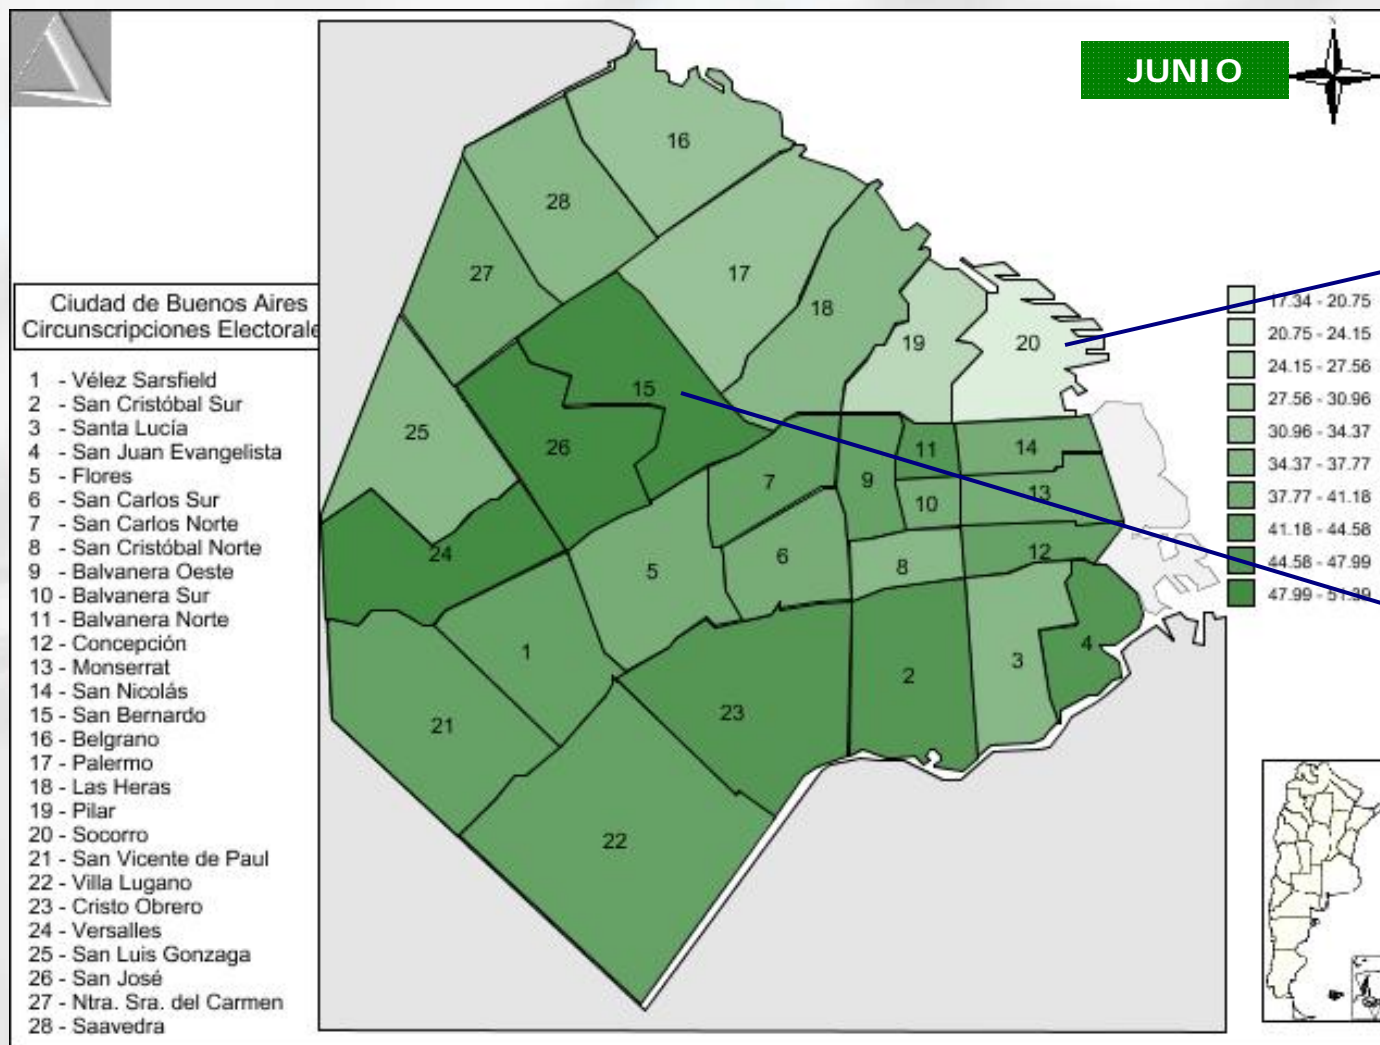 JUNIO
N
Ciudad de Buenos Aires
Circunscripciones Electorale
1 - Vélez Sarsfield
2 - San Cristóbal Sur
3 - Santa Lucía
4 - San Juan Evangelista
5 - Flores
6 - San Carlos Sur
7 - San Carlos Norte
8 - San Cristóbal Norte
9 - Balvanera Oeste
10 - Balvanera Sur
11 - Balvanera Norte
12 - Concepción
13 - Monserrat
14 - San Nicolás
15 - San Bernardo
16 - Belgrano
17 - Palermo
18 - Las Heras
19 - Pilar
20 - Socorro
21 - San Vicente de Paul
22 - Villa Lugano
23 - Cristo Obrero
24 - Versalles
25 - San Luis Gonzaga
26 - San José
27 - Ntra. Sra. del Carmen
28 - Saavedra
16
28
27
17
18
19
20
15
25
26
11
14
7
9
10
13
24
5
6
8
12
1
2
3
4
21
23
22
17.34 - 20.75
20.75 - 24.15
24.15 - 27.56
27.56 - 30.96
30.96 - 34.37
34.37 - 37.77
37.77 - 41.18
41.18 - 44.58
44.58 - 47.99
47.99 - 51.39